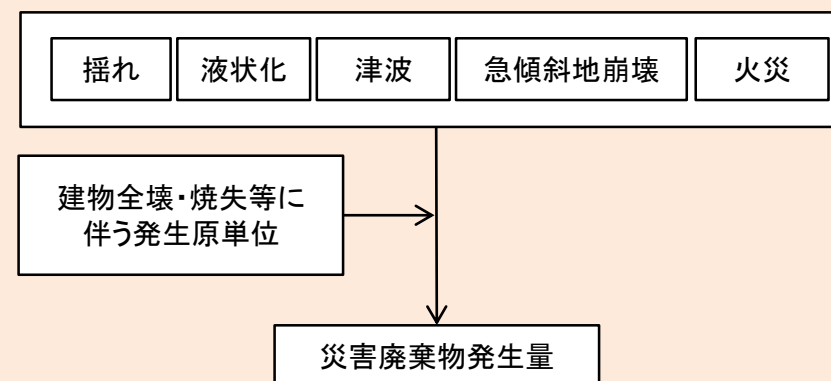 揺れ 液状化 津波 急傾斜地崩壊 火災
建物全壊・焼失等に
伴う発生原単位
災害廃棄物発生量